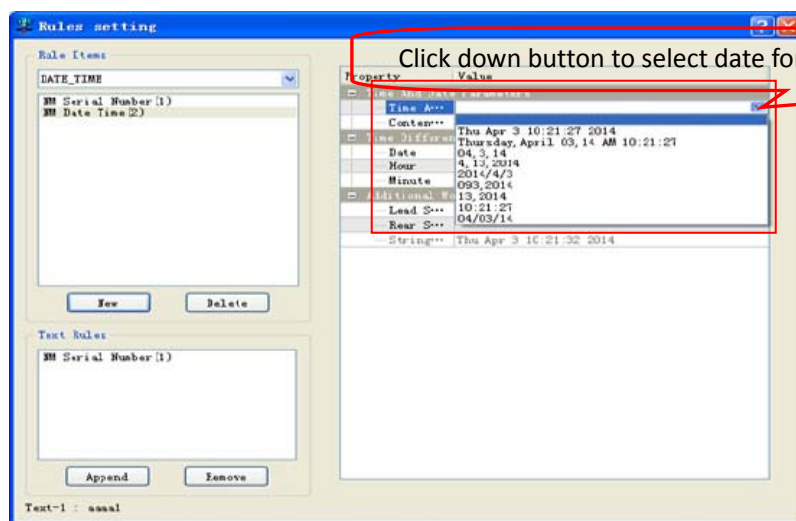 Rules setting
Rule Items
DATE_TIME
Serial Number(1)
Date Time(2)
New
Delete
Text Rules
Serial Number(1)
Append
Remove
Text-1 :
Click down button to select date fo
Property Value
Time And Date Parameters
Time A...
Conten...
Thu Apr 3 10:21:27 2014
Thursday, April 03, 14 AM 10:21:27
04, 3, 14
4, 13, 2014
2014/4/3
093, 2014
13, 2014
10:21:27
04/03/14
Time Differen
Date
Hour
Minute
Additional
Lead S...
Rear S...
String... Thu Apr 3 10:21:32 2014